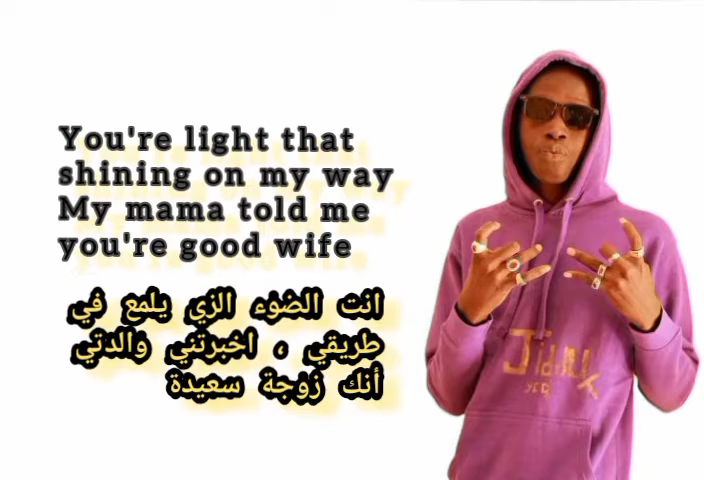 You're light that
shining on my way
My mama told me
you're good wife
انت الضوء الزي يلمع في
طريقي ، اخبرتني والدتي
أنك زوجة سعيدة